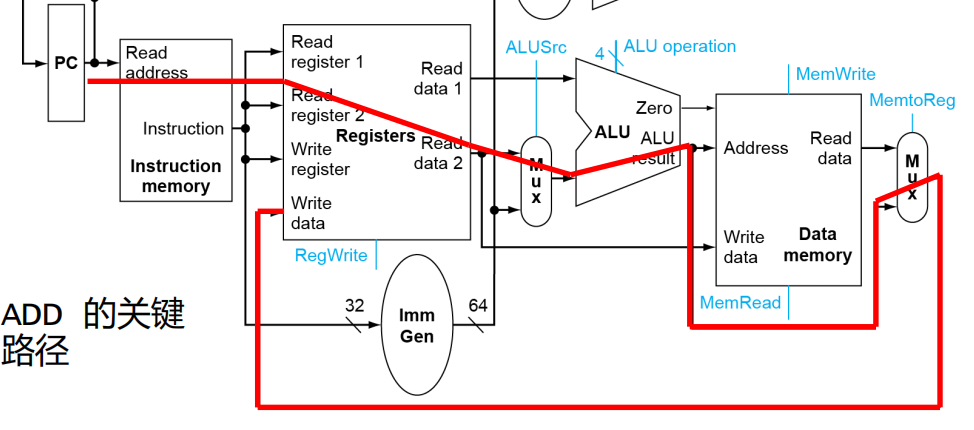 PC
Read
address
Instruction
Instruction
memory
Read
register 1
Read
register 2
Write
register
Write
data
Registers
Read
data 1
Read
data 2
RegWrite
32
Imm
Gen
64
ALUSrc
M
u
x
4
ALU operation
Zero
ALU
ALU
result
MemWrite
Address
Read
data
Write
data
Data
memory
MemRead
MemtoReg
M
u
x
ADD 的关键
路径